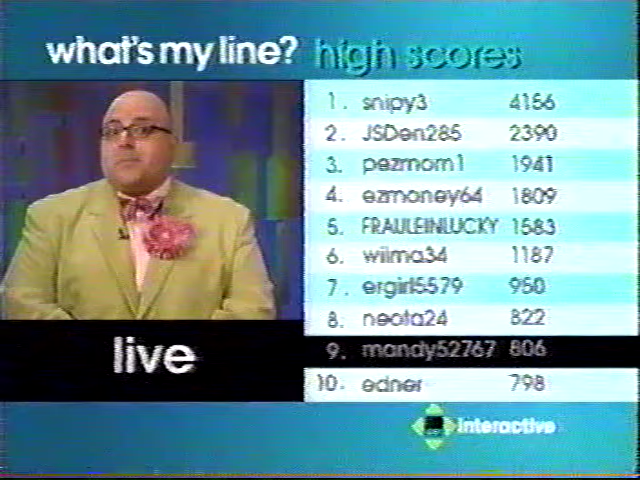 what's my line? high scores
1. snipy3 4156
2. JSDen285 2390
3. pezmom1 1941
4. ezmoney64 1809
5. FRAULEINLUCKY 1583
6. wilma34 1187
7. ergirl5579 950
8. neota24 822
9. mandy52767 806
10. edner 798
live
interactive